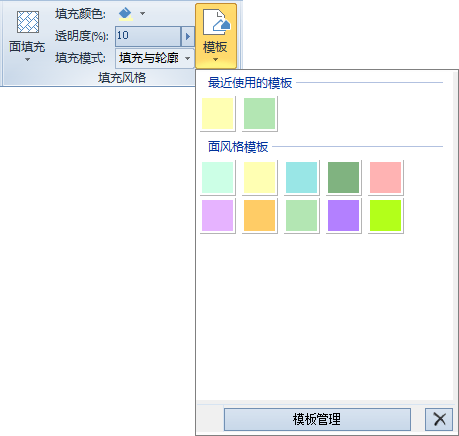 填充颜色:
面填充
透明度(%): 10
填充模式: 填充与轮廓
模板
填充风格
最近使用的模板
面风格模板
模板管理